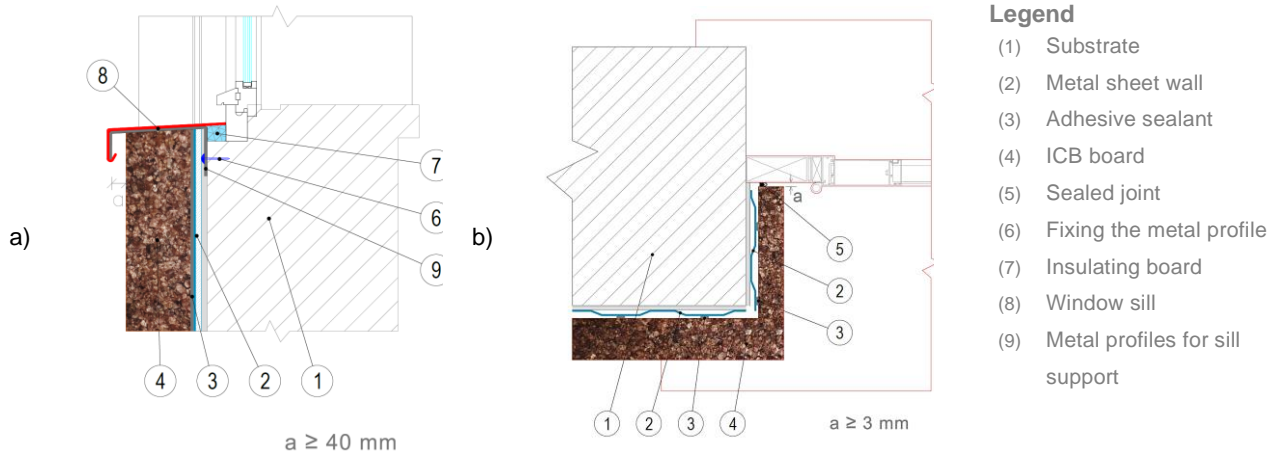 a)
8
7
6
9
4
3
2
1
a
a ≥ 40 mm
b)
a
5
2
3
1
2
3
4
a ≥ 3 mm
Legend
(1) Substrate
(2) Metal sheet wall
(3) Adhesive sealant
(4) ICB board
(5) Sealed joint
(6) Fixing the metal profile
(7) Insulating board
(8) Window sill
(9) Metal profiles for sill
support